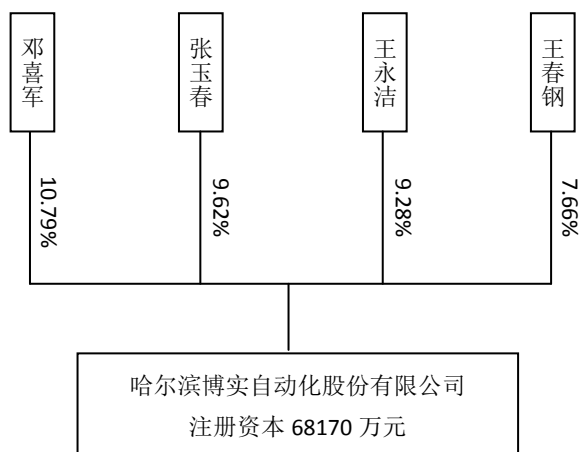 邓喜军
张玉春
王永洁
王春钢
10.79%
9.62%
9.28%
7.66%
哈尔滨博实自动化股份有限公司
注册资本 68170 万元